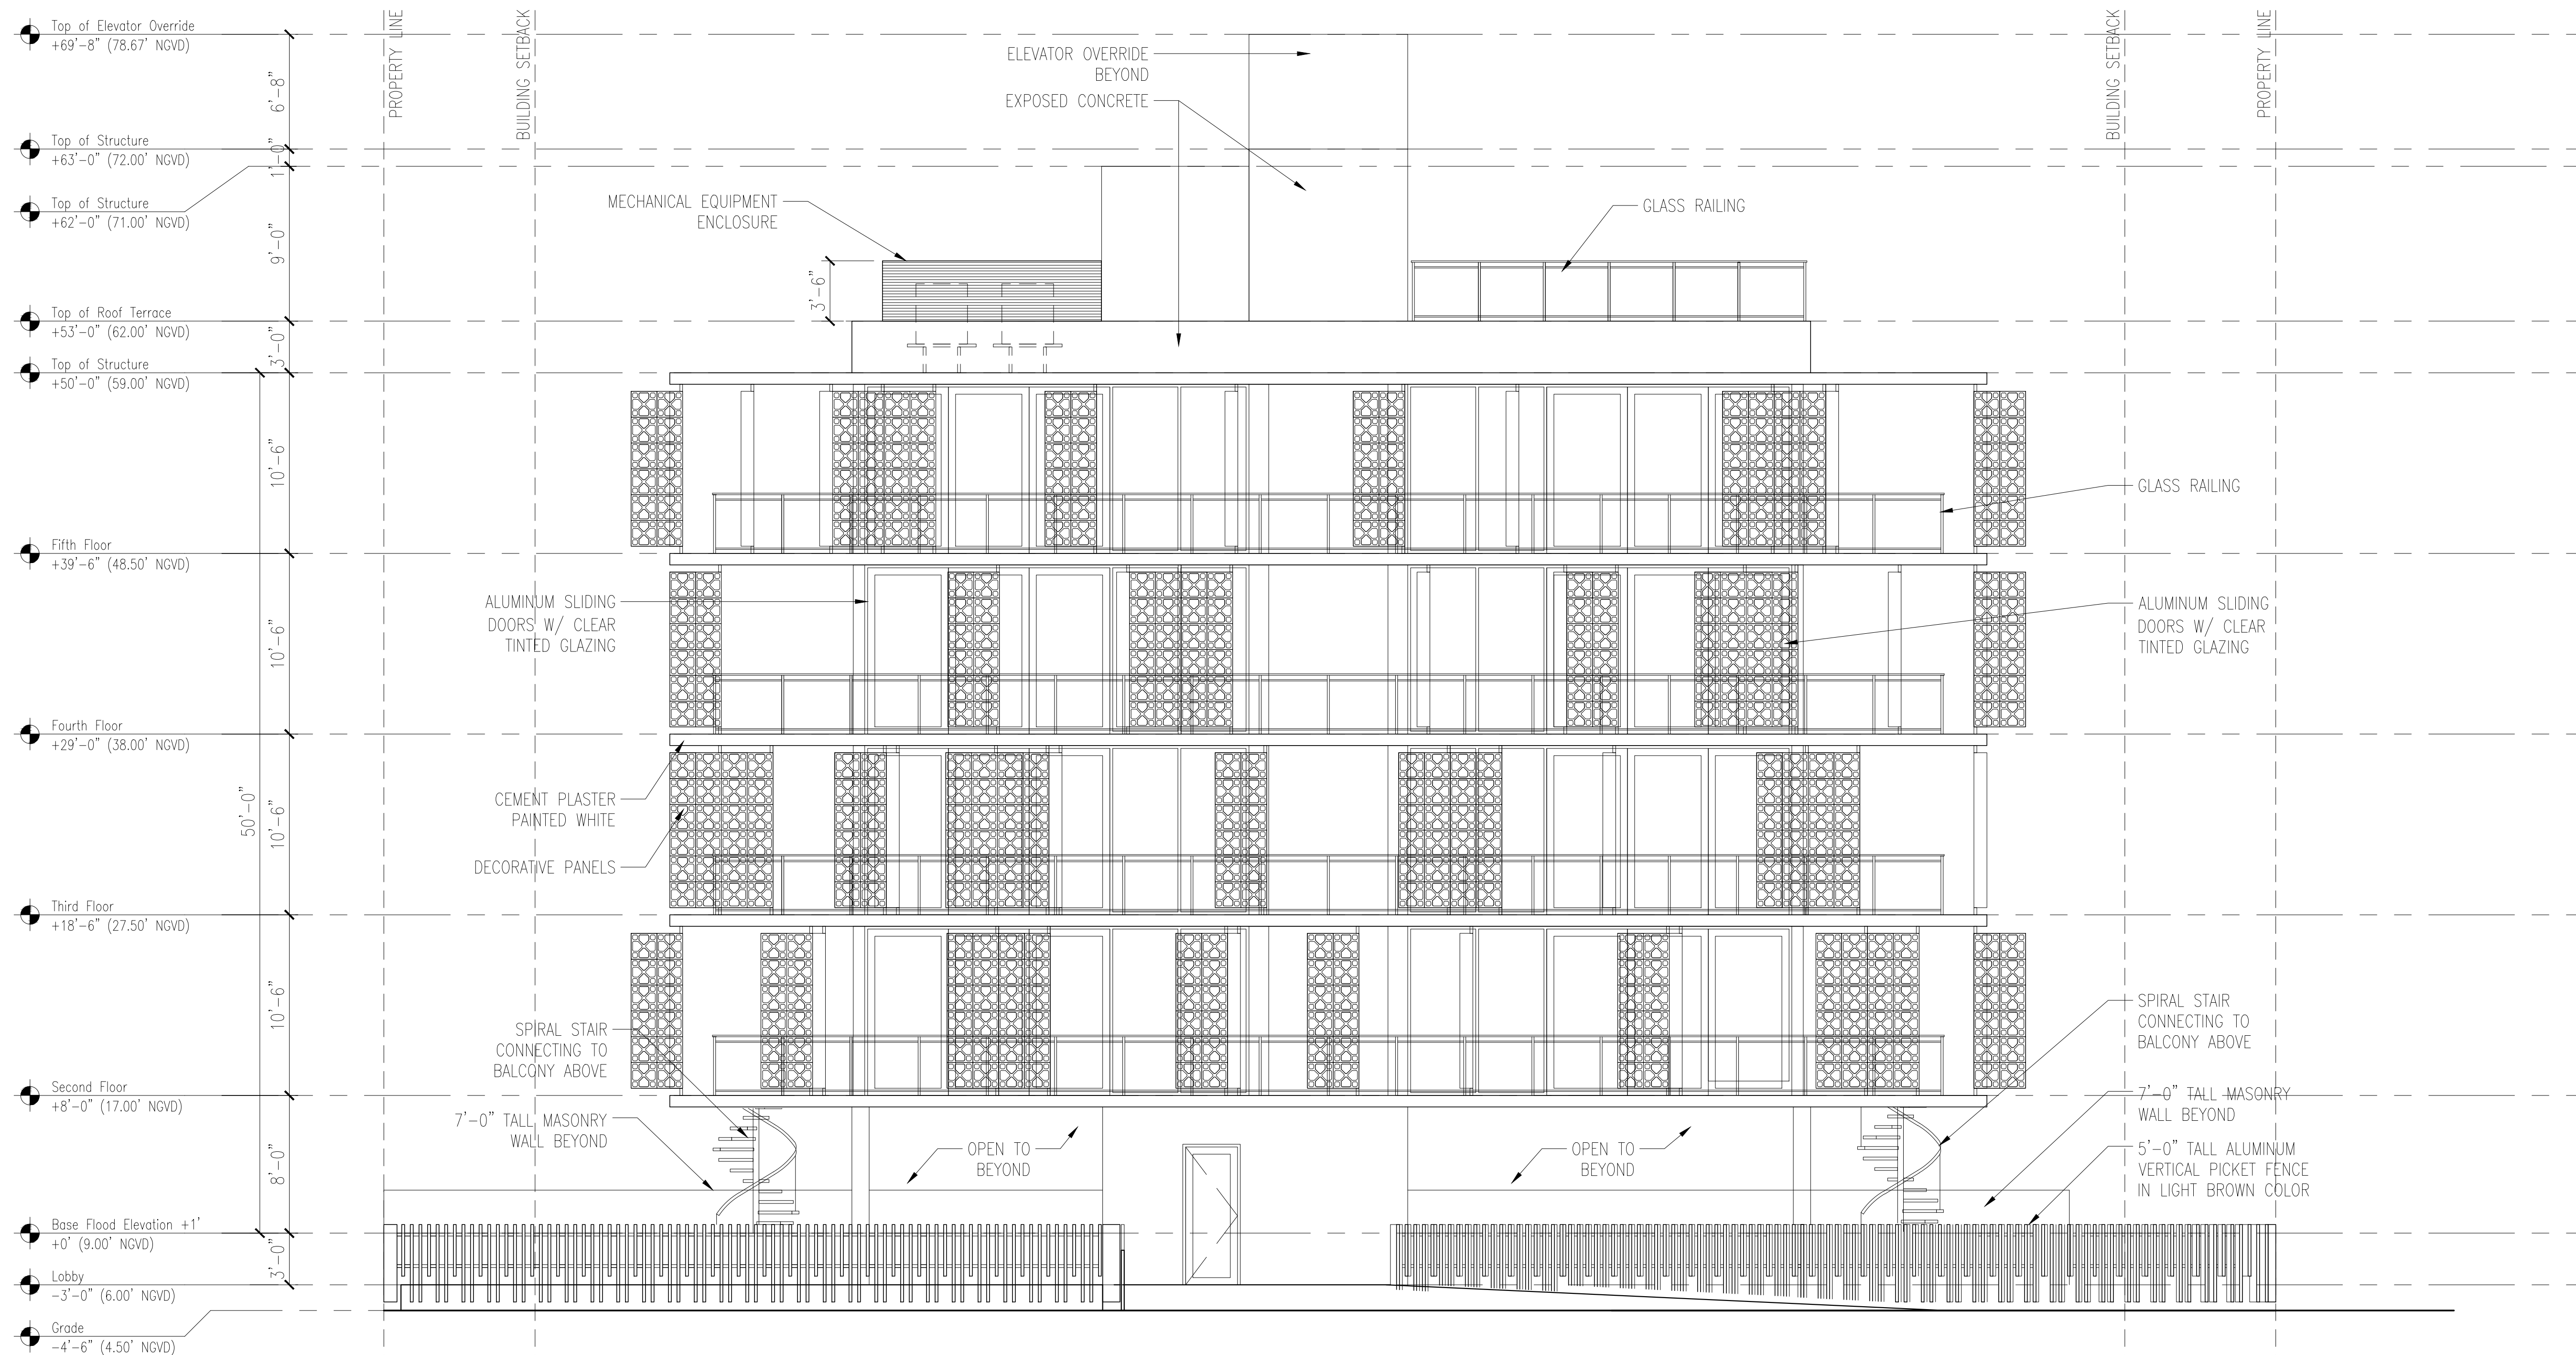 Top of Elevator Override
+69'-8" (78.67' NGVD)
Top of Structure
+63'-0" (72.00' NGVD)
Top of Structure
+62'-0" (71.00' NGVD)
Top of Roof Terrace
+53'-0" (62.00' NGVD)
Top of Structure
+50'-0" (59.00' NGVD)
Fifth Floor
+39'-6" (48.50' NGVD)
Fourth Floor
+29'-0" (38.00' NGVD)
Third Floor
+18'-6" (27.50' NGVD)
Second Floor
+8'-0" (17.00' NGVD)
Base Flood Elevation +1'
+0' (9.00' NGVD)
Lobby
-3'-0" (6.00' NGVD)
Grade
-4'-6" (4.50' NGVD)
6'-8"
1'-0"
9'-0"
3'-0"
10'-6"
10'-6"
10'-6"
10'-6"
8'-0"
3'-0"
50'-0"
PROPERTY LINE
BUILDING SETBACK
ELEVATOR OVERRIDE
BEYOND
EXPOSED CONCRETE
MECHANICAL EQUIPMENT
ENCLOSURE
3'-6"
GLASS RAILING
BUILDING SETBACK
PROPERTY LINE
GLASS RAILING
ALUMINUM SLIDING
DOORS W/ CLEAR
TINTED GLAZING
ALUMINUM SLIDING
DOORS W/ CLEAR
TINTED GLAZING
CEMENT PLASTER
PAINTED WHITE
DECORATIVE PANELS
SPIRAL STAIR
CONNECTING TO
BALCONY ABOVE
7'-0" TALL MASONRY
WALL BEYOND
OPEN TO
BEYOND
OPEN TO
BEYOND
SPIRAL STAIR
CONNECTING TO
BALCONY ABOVE
7'-0" TALL MASONRY
WALL BEYOND
5'-0" TALL ALUMINUM
VERTICAL PICKET FENCE
IN LIGHT BROWN COLOR